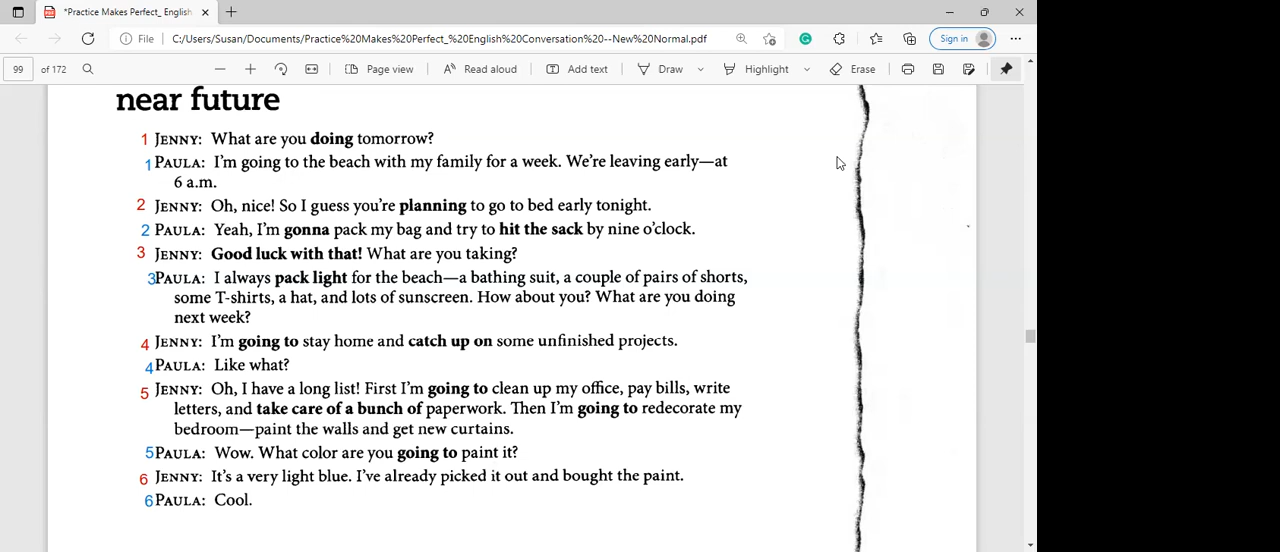 *Practice Makes Perfect_ English
File
C:/Users/Susan/Documents/Practice%20Makes%20Perfect_%20English%20Conversation%20--New%20Normal.pdf
Sign in
99 of 172
Page view
Read aloud
Add text
Draw
Highlight
Erase
near future
1 JENNY: What are you doing tomorrow?
1 PAULA: I'm going to the beach with my family for a week. We're leaving early—at
6 a.m.
2 JENNY: Oh, nice! So I guess you're planning to go to bed early tonight.
2 PAULA: Yeah, I'm gonna pack my bag and try to hit the sack by nine o'clock.
3 JENNY: Good luck with that! What are you taking?
3 PAULA: I always pack light for the beach—a bathing suit, a couple of pairs of shorts,
some T-shirts, a hat, and lots of sunscreen. How about you? What are you doing
next week?
4 JENNY: I'm going to stay home and catch up on some unfinished projects.
4 PAULA: Like what?
5 JENNY: Oh, I have a long list! First I'm going to clean up my office, pay bills, write
letters, and take care of a bunch of paperwork. Then I'm going to redecorate my
bedroom—paint the walls and get new curtains.
5 PAULA: Wow. What color are you going to paint it?
6 JENNY: It's a very light blue. I've already picked it out and bought the paint.
6 PAULA: Cool.